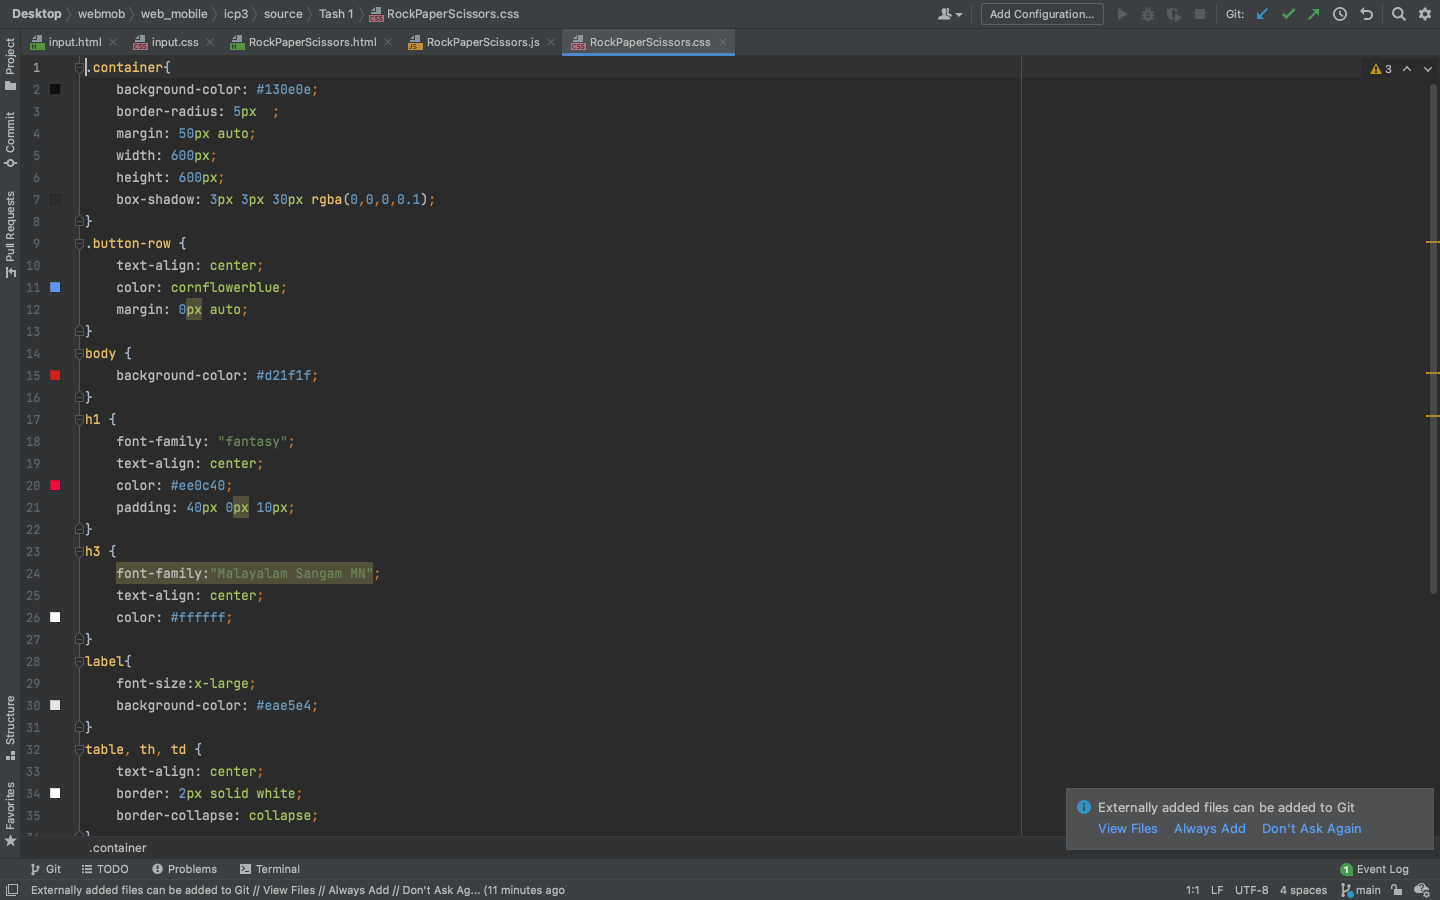 Desktop webmob web_mobile icp3 source Tash 1 RockPaperScissors.css Add Configuration... Git:
input.html input.css RockPaperScissors.html RockPaperScissors.js RockPaperScissors.css
Project
Commit
Pull Requests
Structure
Favorites
1 .container{
2 background-color: #130e0e;
3 border-radius: 5px  ;
4 margin: 50px auto;
5 width: 600px;
6 height: 600px;
7 box-shadow: 3px 3px 30px rgba(0,0,0,0.1);
8 }
9 .button-row {
10 text-align: center;
11 color: cornflowerblue;
12 margin: 0px auto;
13 }
14 body {
15 background-color: #d21f1f;
16 }
17 h1 {
18 font-family: "fantasy";
19 text-align: center;
20 color: #ee0c40;
21 padding: 40px 0px 10px;
22 }
23 h3 {
24 font-family:"Malayalam Sangam MN";
25 text-align: center;
26 color: #ffffff;
27 }
28 label{
29 font-size:x-large;
30 background-color: #eae5e4;
31 }
32 table, th, td {
33 text-align: center;
34 border: 2px solid white;
35 border-collapse: collapse;
3
Externally added files can be added to Git
View Files Always Add Don't Ask Again
.container
Git TODO Problems Terminal 1 Event Log
Externally added files can be added to Git // View Files // Always Add // Don't Ask Ag... (11 minutes ago 1:1 LF UTF-8 4 spaces main